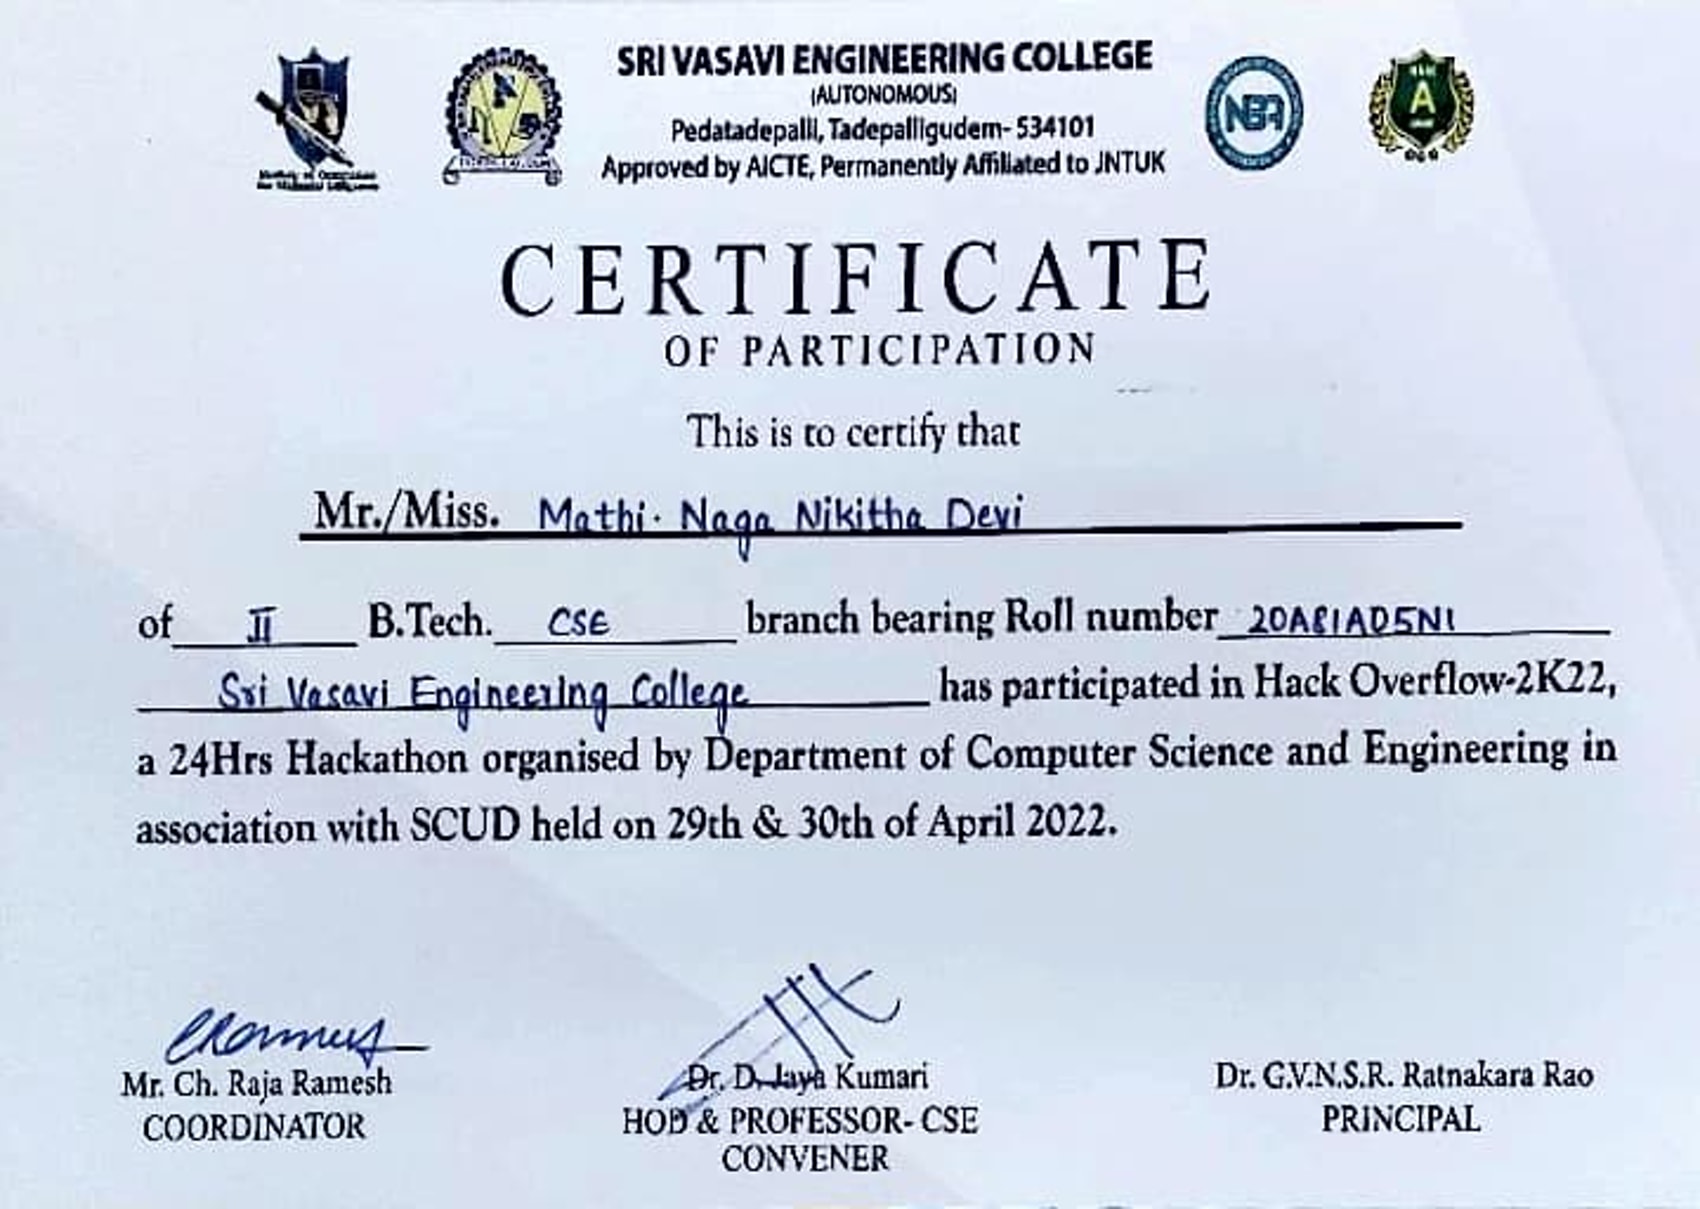 SRI VASAVI ENGINEERING COLLEGE
(AUTONOMOUS)
Pedatadepalli, Tadepalligudem- 534101
Approved by AICTE, Permanently Affiliated to JNTUK
NBA
A
CERTIFICATE
OF PARTICIPATION
This is to certify that
Mr./Miss. Mathi. Naga Nikitha Devi
of II B.Tech. CSE branch bearing Roll number 20A81A05N1
Sri Vasavi Engineering College has participated in Hack Overflow-2K22,
a 24Hrs Hackathon organised by Department of Computer Science and Engineering in
association with SCUD held on 29th & 30th of April 2022.
Mr. Ch. Raja Ramesh
COORDINATOR
Dr. D. Jaya Kumari
HOD & PROFESSOR- CSE
CONVENER
Dr. G.V.N.S.R. Ratnakara Rao
PRINCIPAL